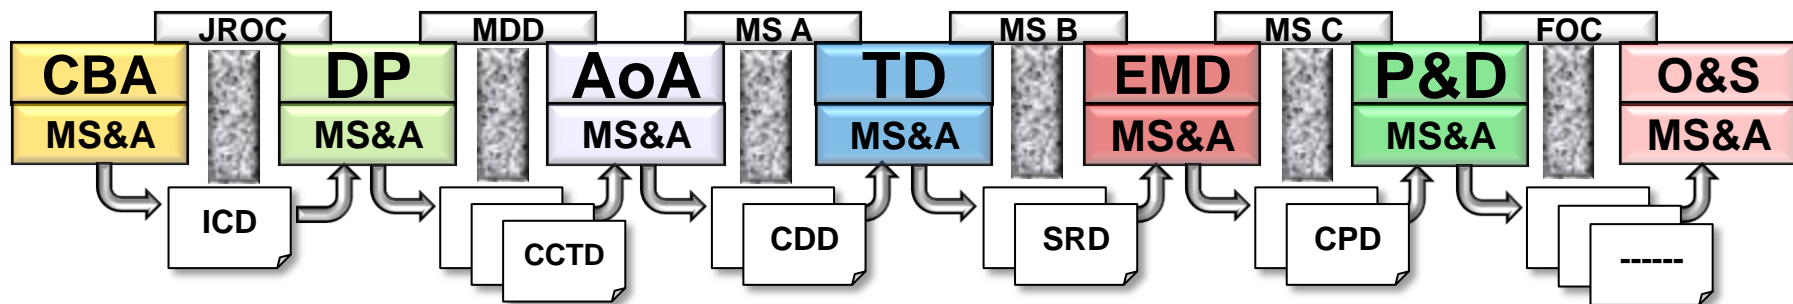 JROC
MDD
MS A
MS B
MS C
FOC
CBA
DP
AoA
TD
EMD
P&D
O&S
MS&A
MS&A
MS&A
MS&A
MS&A
MS&A
MS&A
ICD
CCTD
CDD
SRD
CPD
------